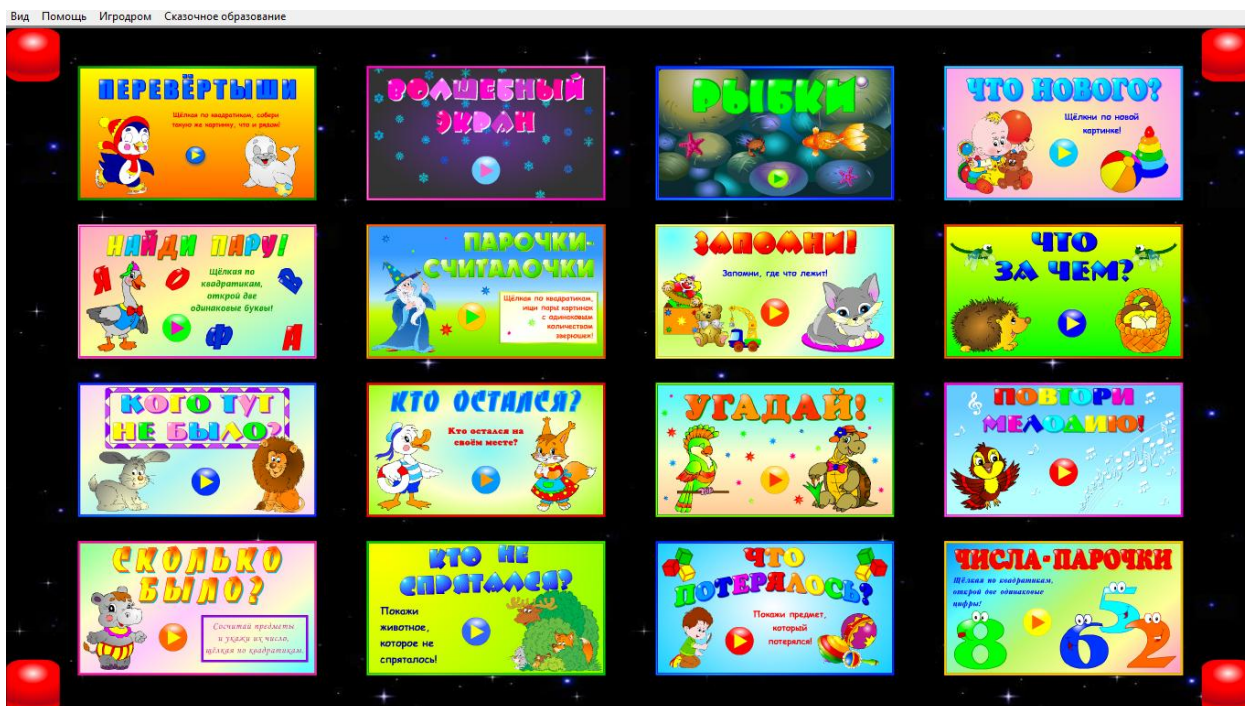 Вид Помощь Игродром Сказочное образование
ПЕРЕВЁРТЫШИ
Щёлкая по квадратикам, собери
такую же картинку, что и рядом!
ВОЛШЕБНЫЙ
ЭКРАН
РЫБКИ
ЧТО НОВОГО?
Щёлкни по новой
картинке!
НАЙДИ ПАРУ!
Я О В
Щёлкая по
квадратикам,
открой две
одинаковые буквы!
Ф А
ПАРОЧКИ-
СЧИТАЛОЧКИ
Щёлкая по квадратикам,
ищи пары картинок
с одинаковым
количеством
зверюшек!
ЗАПОМНИ!
Запомни, где что лежит!
ЧТО
ЗА ЧЕМ?
КОГО ТУТ
НЕ БЫЛО?
КТО ОСТАЛСЯ?
Кто остался на
своём месте?
УГАДАЙ!
ПОВТОРИ
МЕЛОДИЮ!
СКОЛЬКО
БЫЛО?
Сосчитай предметы
и укажи их число,
щёлкая по квадратикам.
КТО НЕ
СПРЯТАЛСЯ?
Покажи
животное,
которое не
спряталось!
ЧТО
ПОТЕРЯЛОСЬ?
Покажи предмет,
который
потерялся!
ЧИСЛА-ПАРОЧКИ
Щёлкая по квадратикам,
открой две одинаковые
цифры!
8 6 5 2